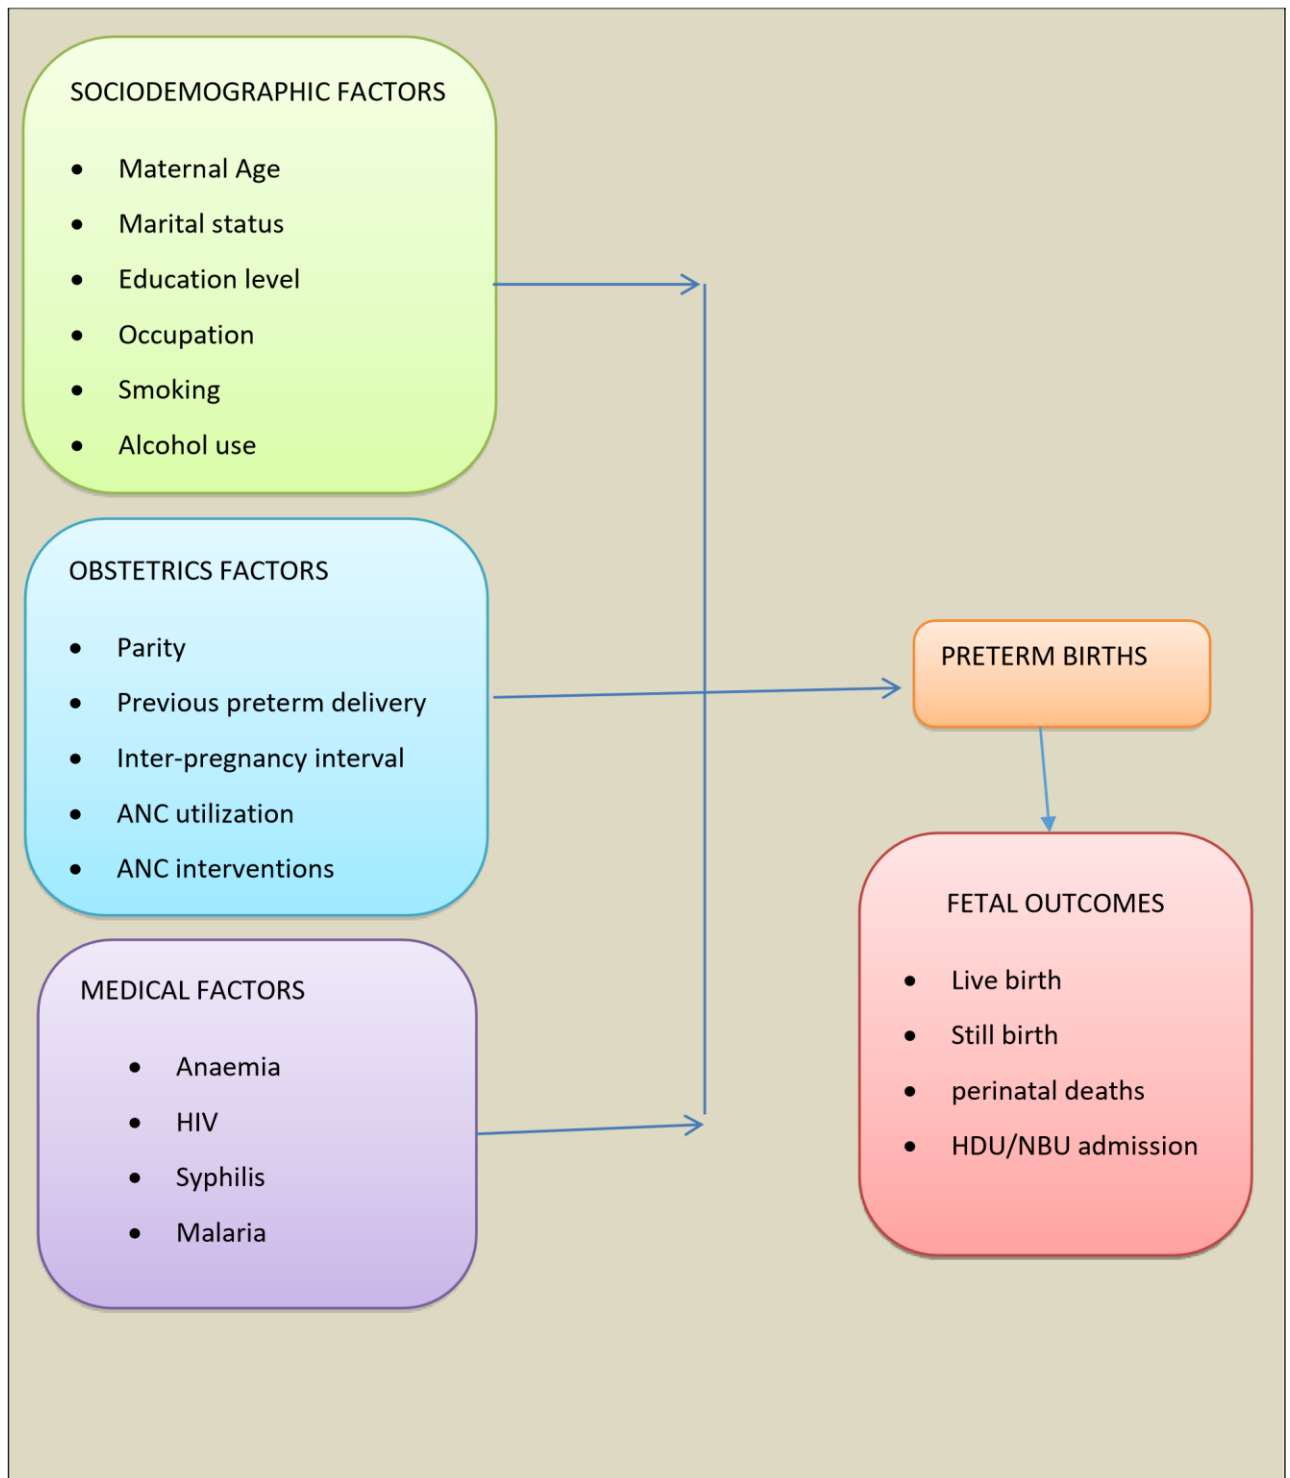 SOCIODEMOGRAPHIC FACTORS
• Maternal Age
• Marital status
• Education level
• Occupation
• Smoking
• Alcohol use
OBSTETRICS FACTORS
• Parity
• Previous preterm delivery
• Inter-pregnancy interval
• ANC utilization
• ANC interventions
MEDICAL FACTORS
• Anaemia
• HIV
• Syphilis
• Malaria
PRETERM BIRTHS
FETAL OUTCOMES
• Live birth
• Still birth
• perinatal deaths
• HDU/NBU admission